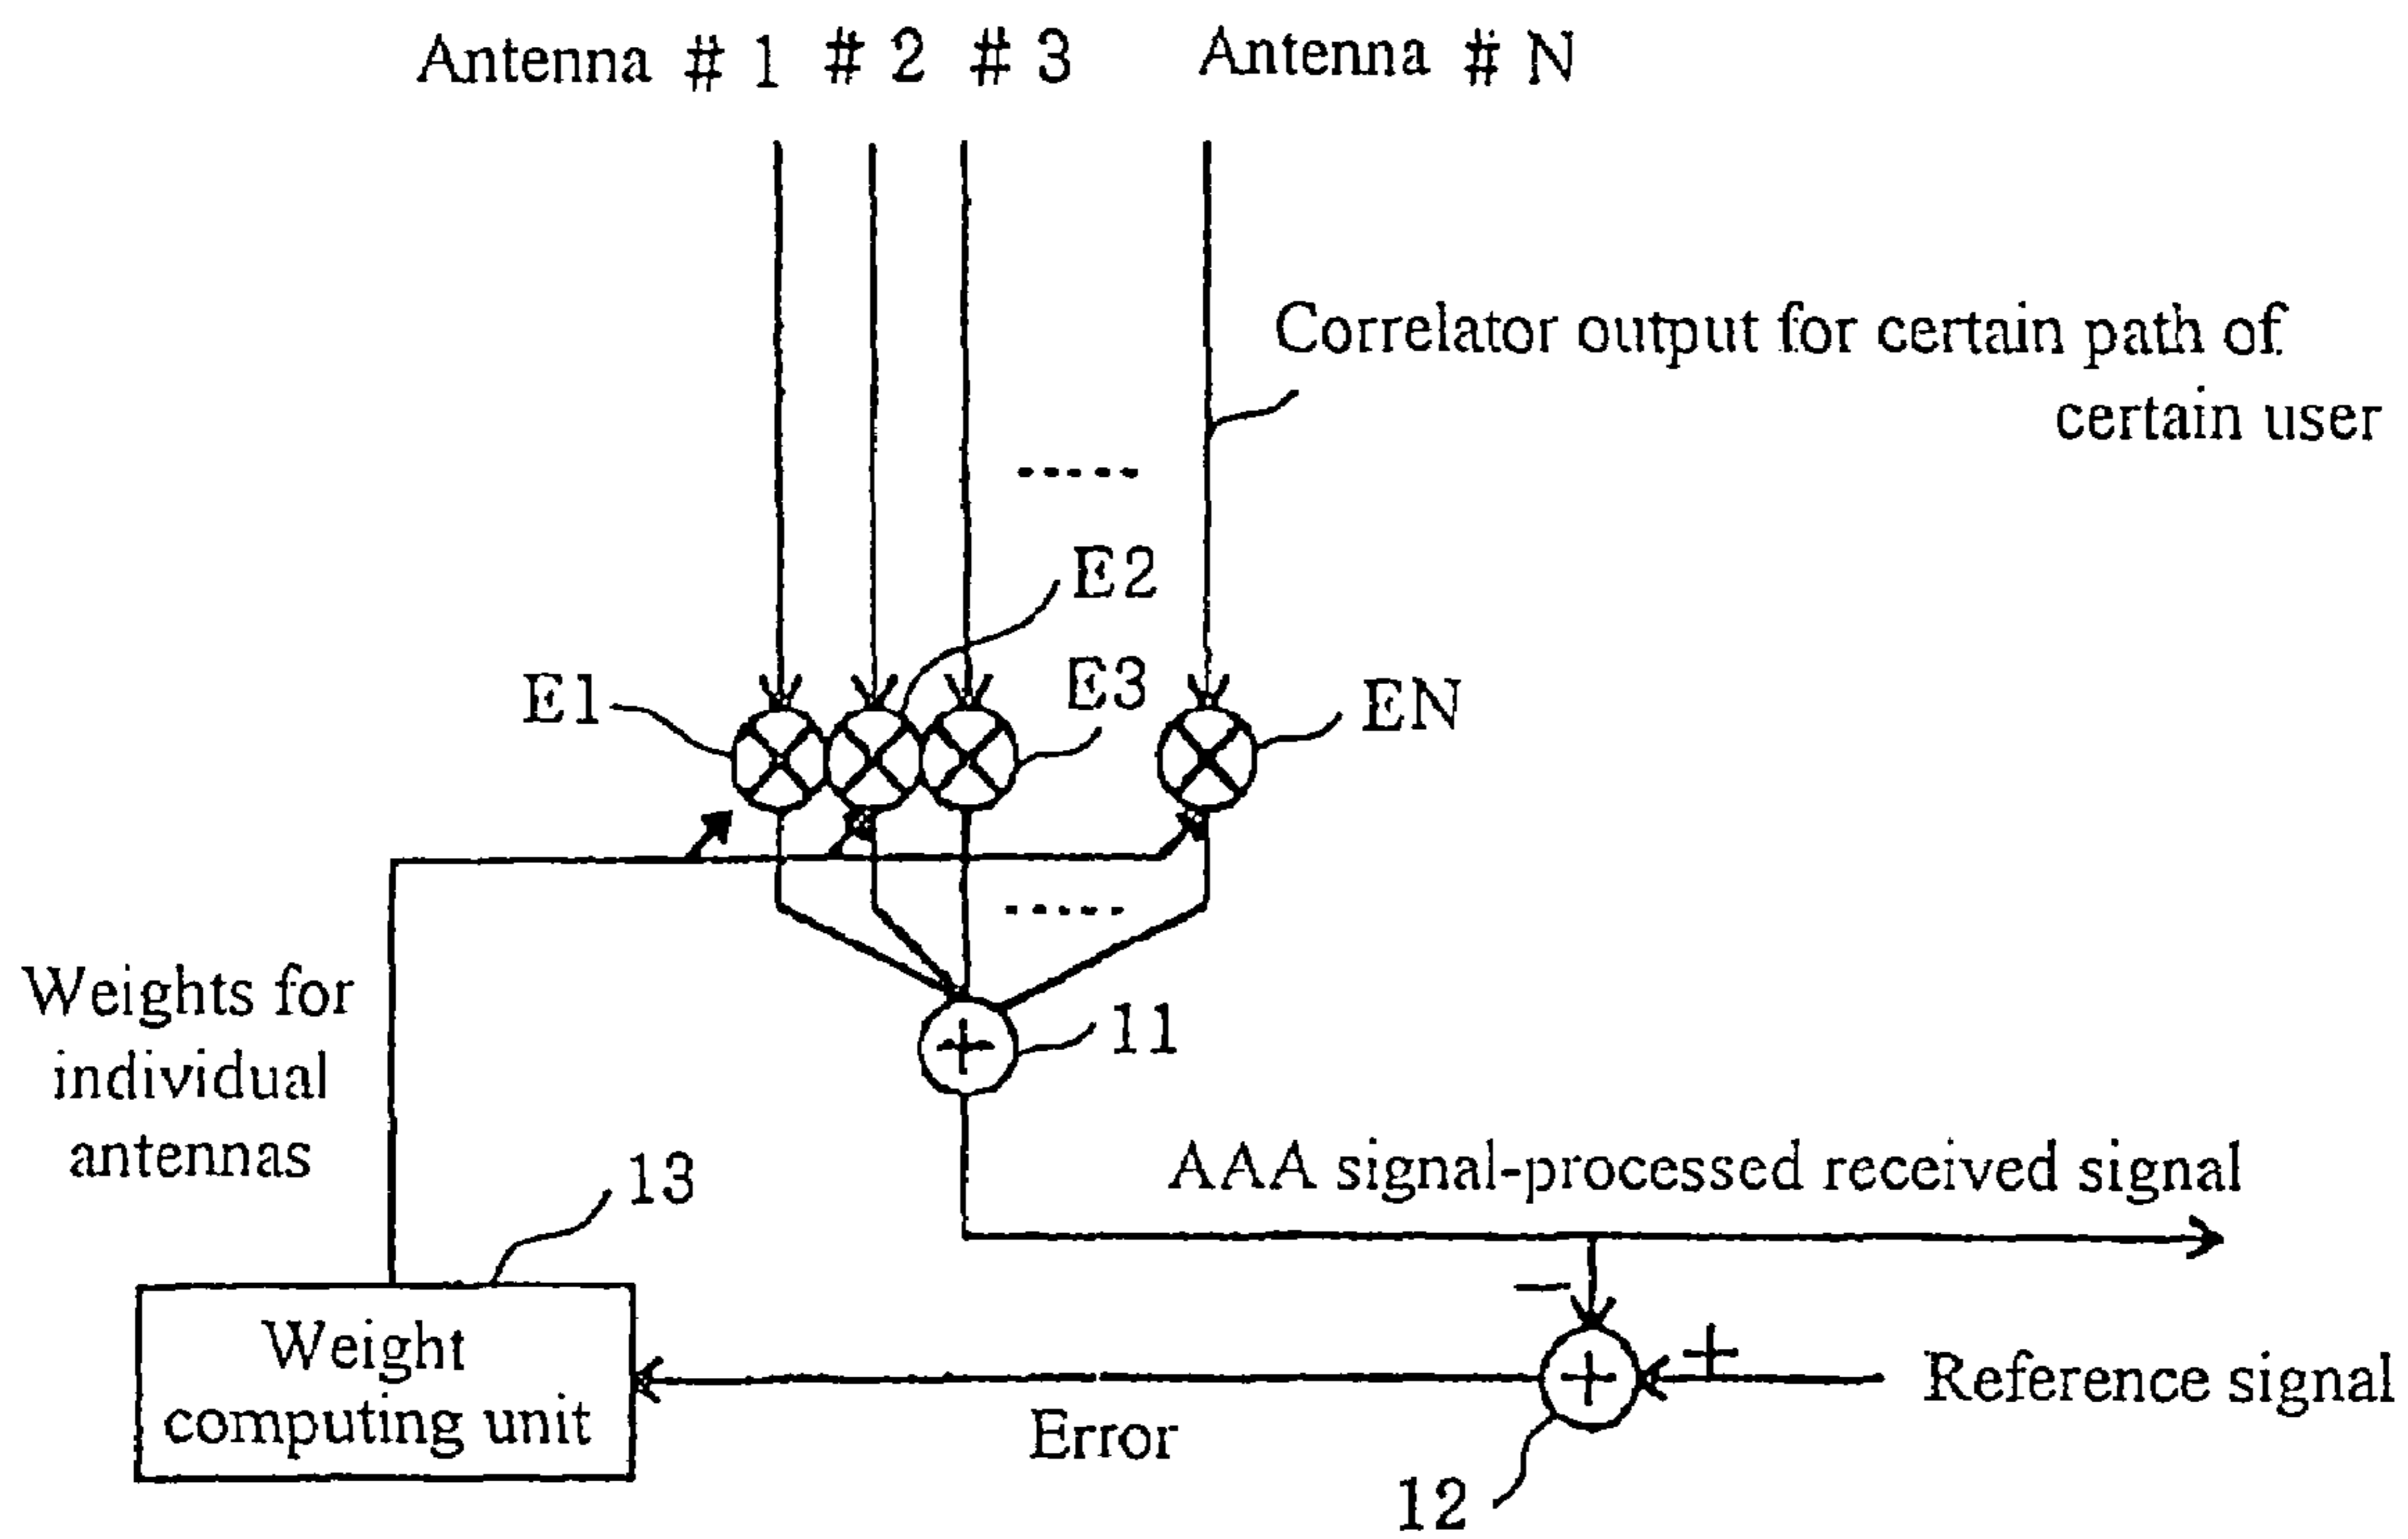 Antenna # 1 # 2 # 3 Antenna # N
Correlator output for certain path of
certain user
E2
E1
E3
EN
Weights for
individual
antennas
11
13
AAA signal-processed received signal
−
+
Weight
computing unit
Error
Reference signal
12